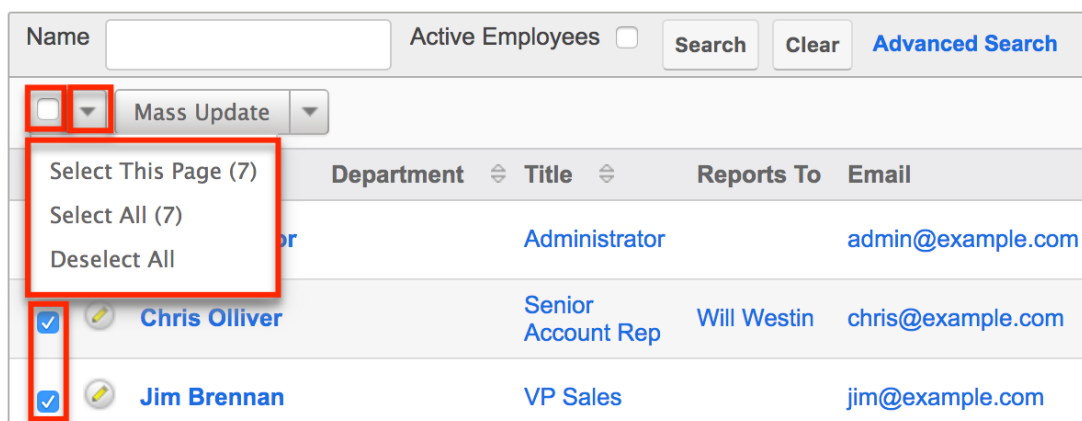 Name Active Employees Search Clear Advanced Search
Mass Update
Select This Page (7)
Select All (7)
Deselect All
Department Title Reports To Email
Administrator admin@example.com
Chris Olliver Senior Account Rep Will Westin chris@example.com
Jim Brennan VP Sales jim@example.com